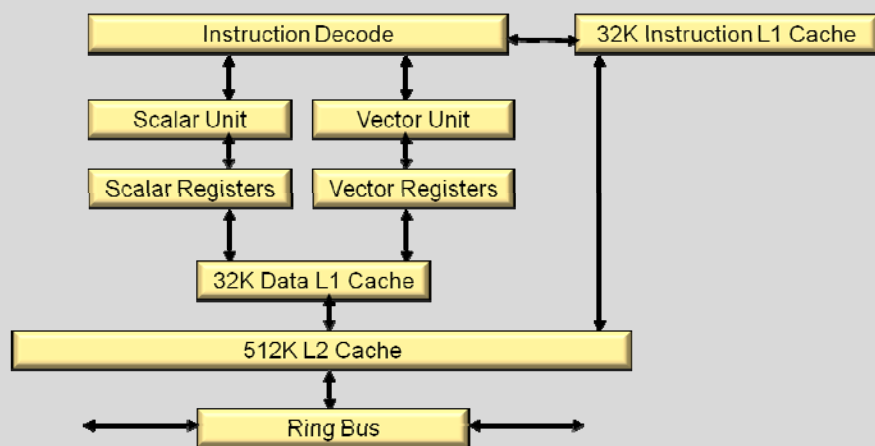 Instruction Decode
32K Instruction L1 Cache
Scalar Unit
Vector Unit
Scalar Registers
Vector Registers
32K Data L1 Cache
512K L2 Cache
Ring Bus